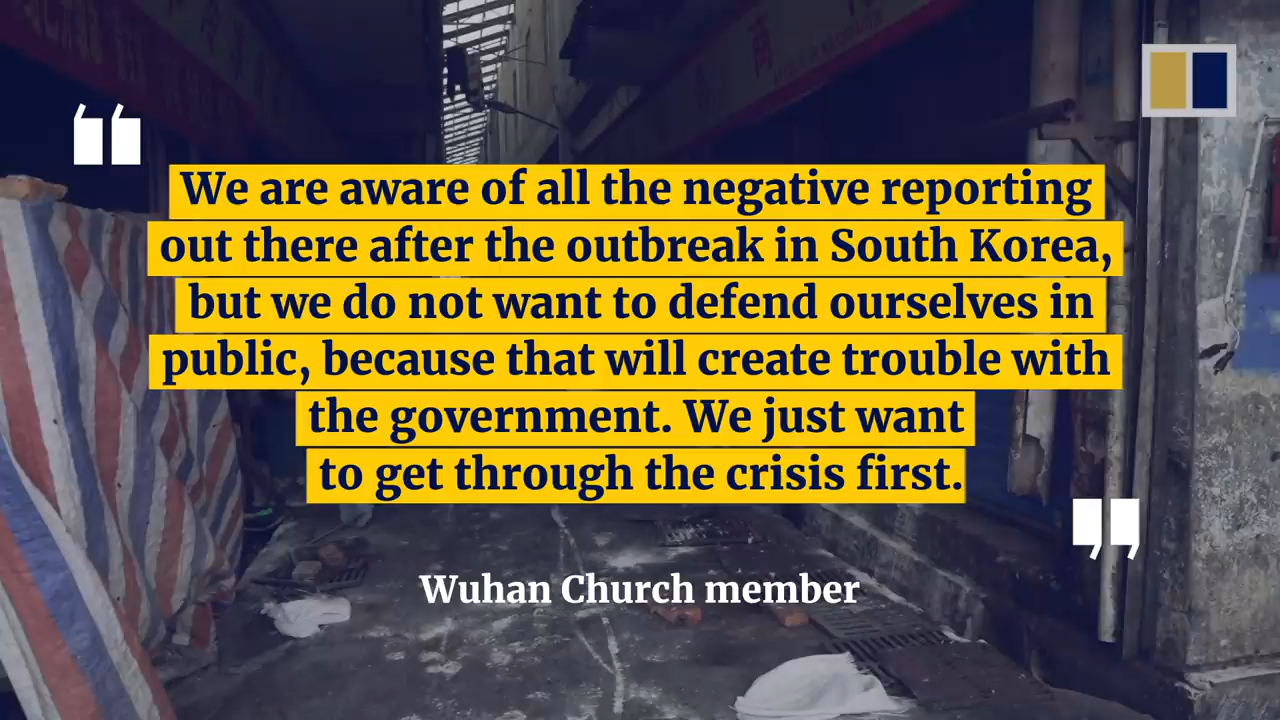 “
We are aware of all the negative reporting
out there after the outbreak in South Korea,
but we do not want to defend ourselves in
public, because that will create trouble with
the government. We just want
to get through the crisis first.
”
Wuhan Church member